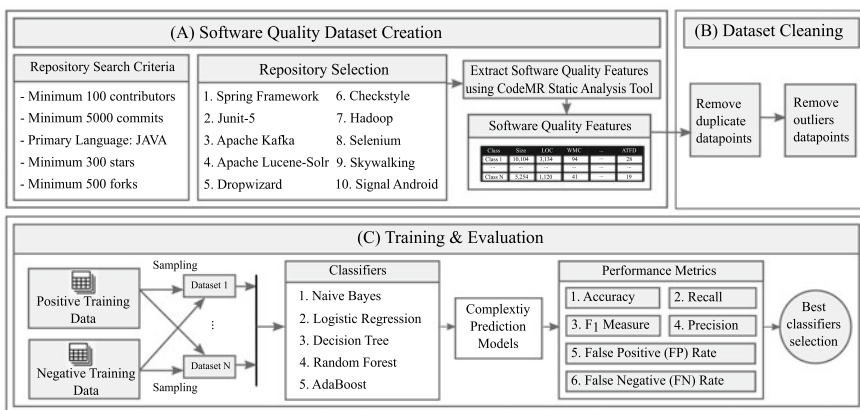 (A) Software Quality Dataset Creation
Repository Search Criteria
- Minimum 100 contributors
- Minimum 5000 commits
- Primary Language: JAVA
- Minimum 300 stars
- Minimum 500 forks
Repository Selection
1. Spring Framework
2. Junit-5
3. Apache Kafka
4. Apache Lucene-Solr
5. Dropwizard
6. Checkstyle
7. Hadoop
8. Selenium
9. Skywalking
10. Signal Android
Extract Software Quality Features
using CodeMR Static Analysis Tool
Software Quality Features
Class Size LOC WMC ... ATFD
Class 1 10,104 3,134 94 ... 28
... ... ... ... ... ...
Class N 5,254 1,120 41 ... 19
(B) Dataset Cleaning
Remove
duplicate
datapoints
Remove
outliers
datapoints
(C) Training & Evaluation
Positive Training
Data
Negative Training
Data
Sampling
Sampling
Dataset 1
...
Dataset N
Classifiers
1. Naive Bayes
2. Logistic Regression
3. Decision Tree
4. Random Forest
5. AdaBoost
Complextiy
Prediction
Models
Performance Metrics
1. Accuracy
2. Recall
3. F1 Measure
4. Precision
5. False Positive (FP) Rate
6. False Negative (FN) Rate
Best
classifiers
selection